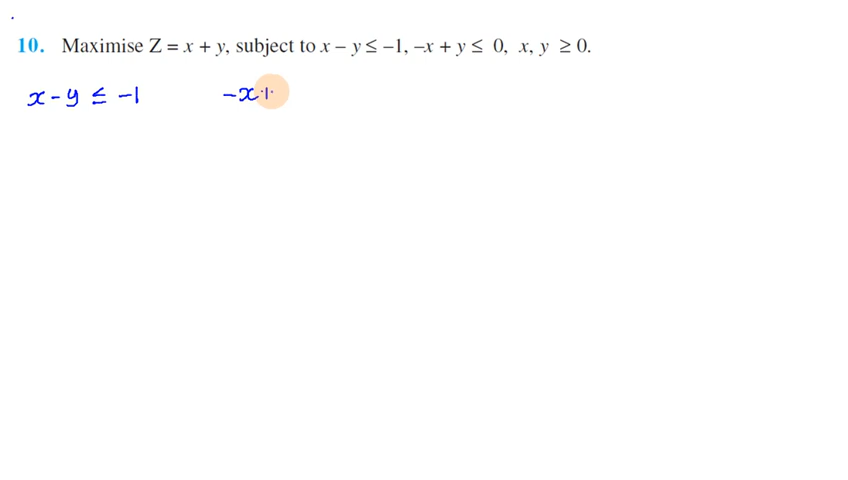 10. Maximise Z = x + y, subject to x – y ≤ –1, –x + y ≤ 0, x, y ≥ 0.
x - y ≤ -1 -x+